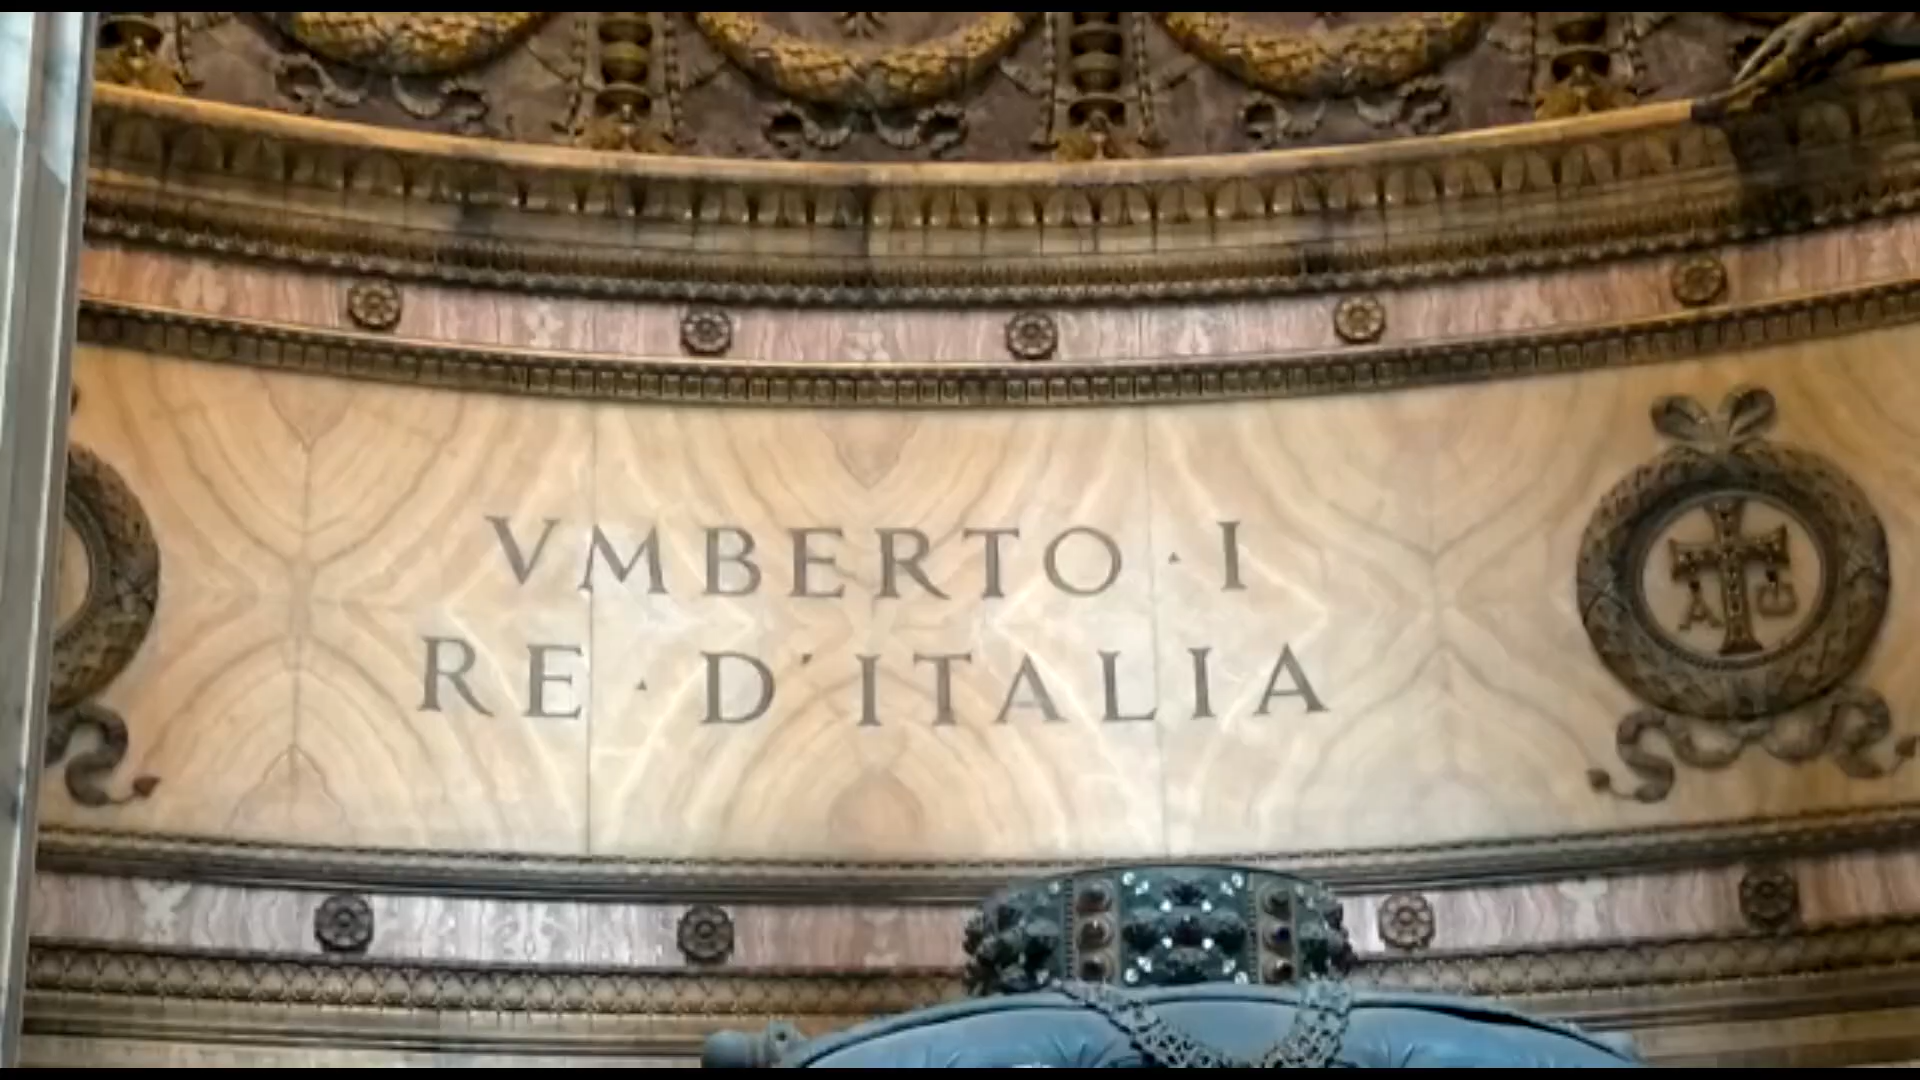 VMBERTO · I
RE · D'ITALIA
Α ω